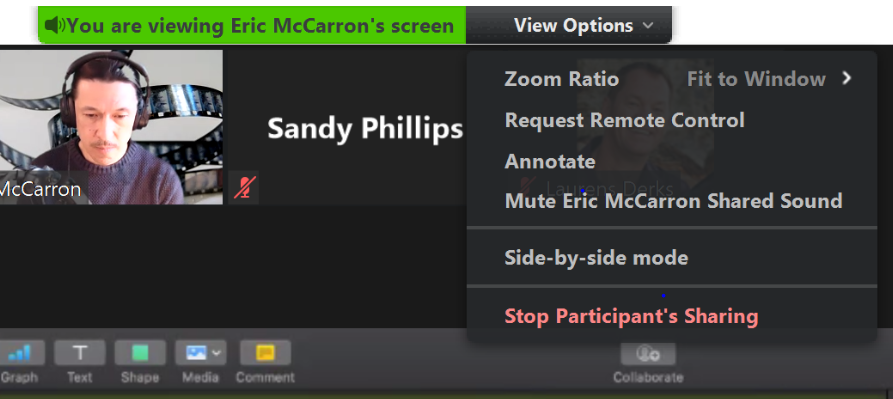 You are viewing Eric McCarron's screen View Options
Zoom Ratio Fit to Window
Request Remote Control
Annotate
Mute Eric McCarron Shared Sound
Side-by-side mode
Stop Participant's Sharing
McCarron
Sandy Phillips
Laurens Derks
Graph Text Shape Media Comment Collaborate